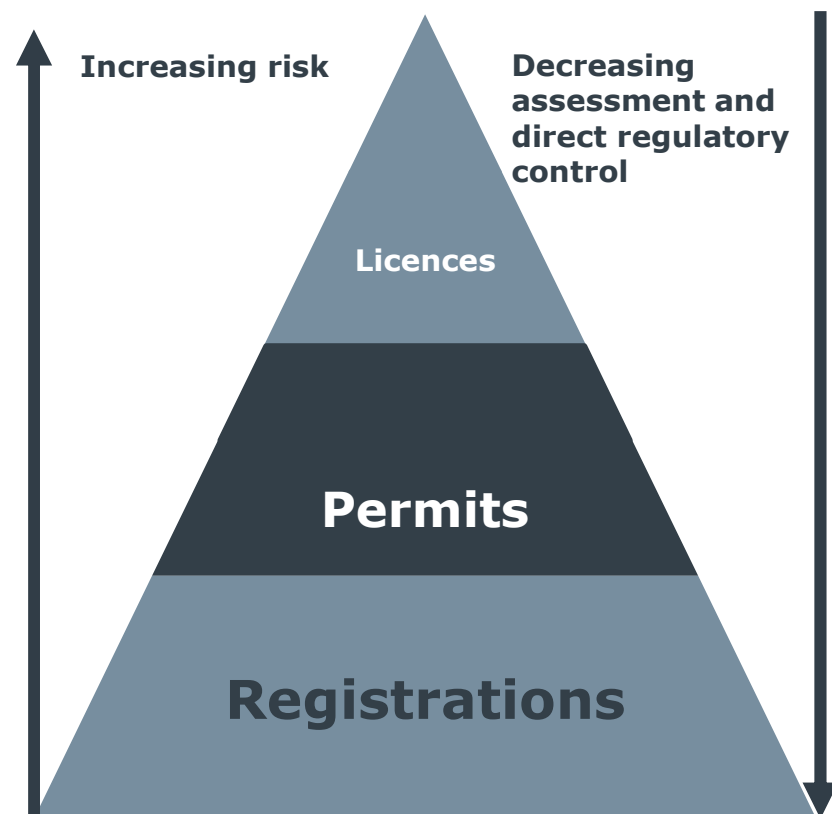 Increasing risk
Decreasing
assessment and
direct regulatory
control
Licences
Permits
Registrations